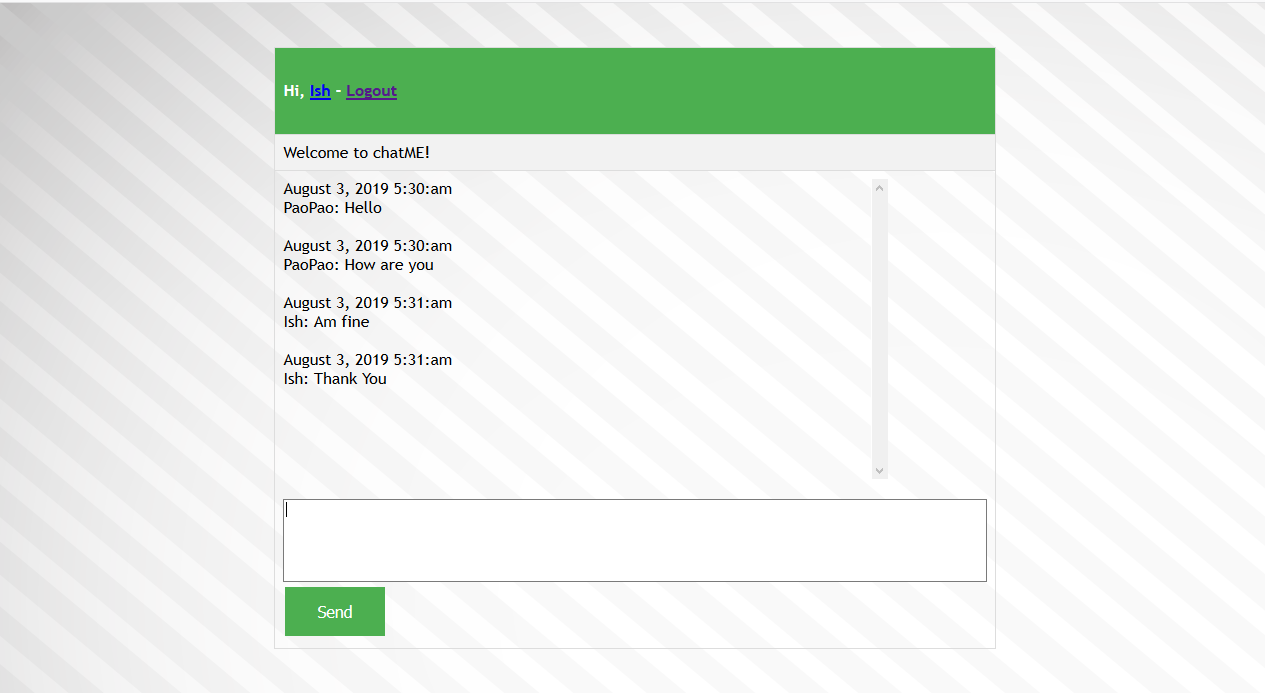 Hi, Ish - Logout
Welcome to chatME!
August 3, 2019 5:30:am
PaoPao: Hello
August 3, 2019 5:30:am
PaoPao: How are you
August 3, 2019 5:31:am
Ish: Am fine
August 3, 2019 5:31:am
Ish: Thank You
Send